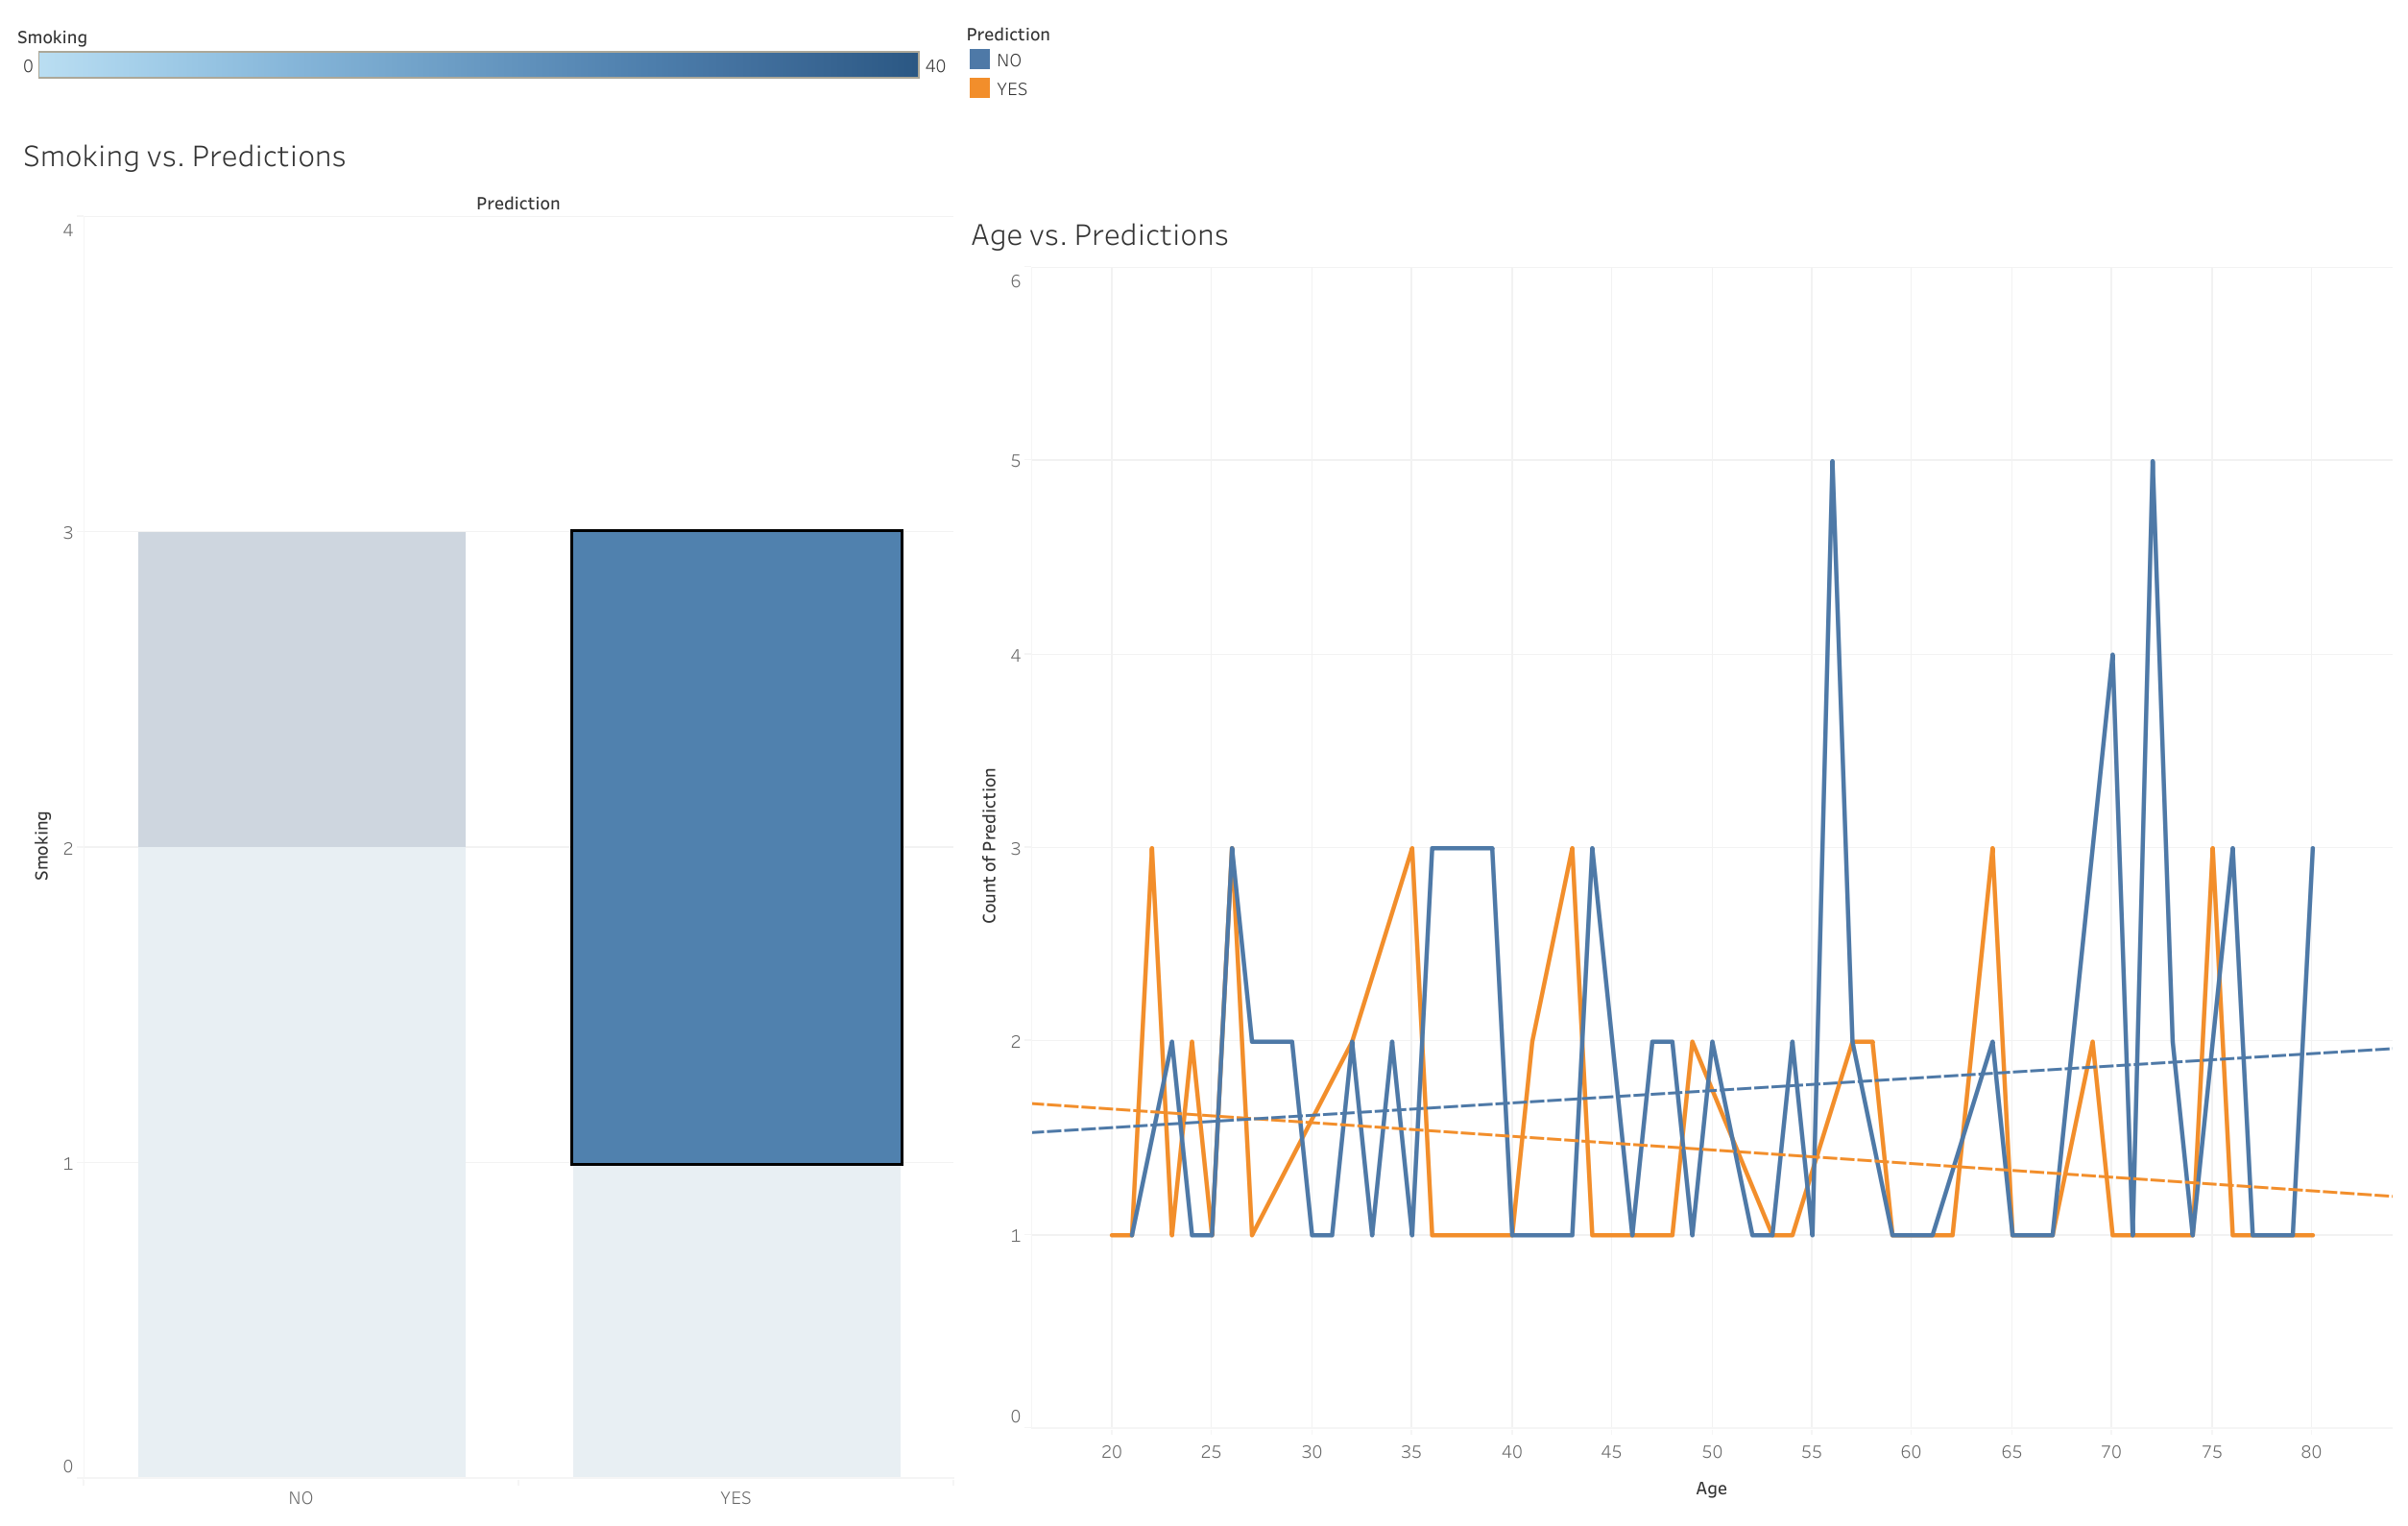 Smoking
0 40
Prediction
NO
YES
Smoking vs. Predictions
Prediction
4
3
2
1
0
Smoking
NO YES
Age vs. Predictions
6
5
4
3
2
1
0
Count of Prediction
20 25 30 35 40 45 50 55 60 65 70 75 80
Age